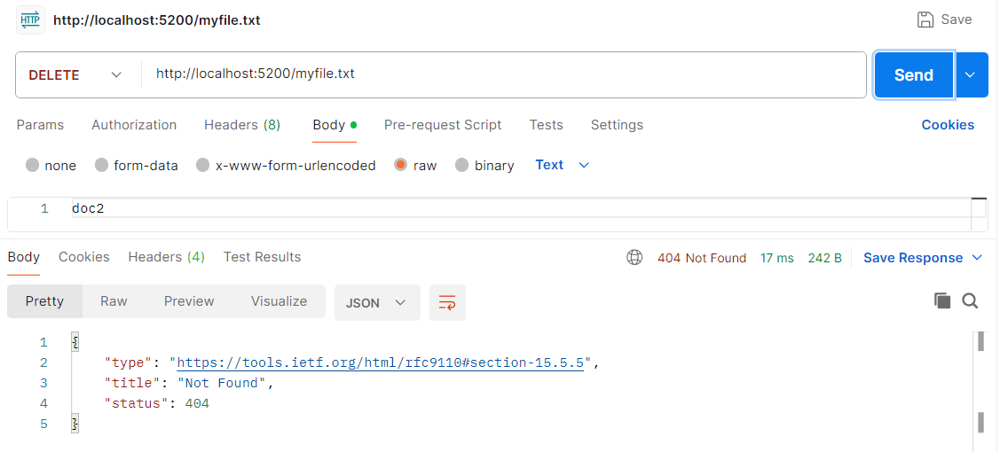 HTTP http://localhost:5200/myfile.txt Save
DELETE http://localhost:5200/myfile.txt Send
Params Authorization Headers (8) Body Pre-request Script Tests Settings Cookies
none form-data x-www-form-urlencoded raw binary Text
1 doc2
Body Cookies Headers (4) Test Results 404 Not Found 17 ms 242 B Save Response
Pretty Raw Preview Visualize JSON
1 {
2 "type": "https://tools.ietf.org/html/rfc9110#section-15.5.5",
3 "title": "Not Found",
4 "status": 404
5 }